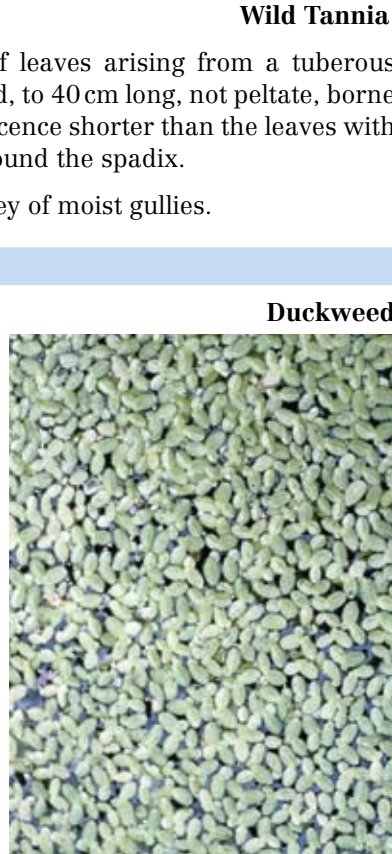 Wild Tannia
f leaves arising from a tuberous
d, to 40 cm long, not peltate, borne
cence shorter than the leaves with
ound the spadix.
ey of moist gullies.
Duckweed